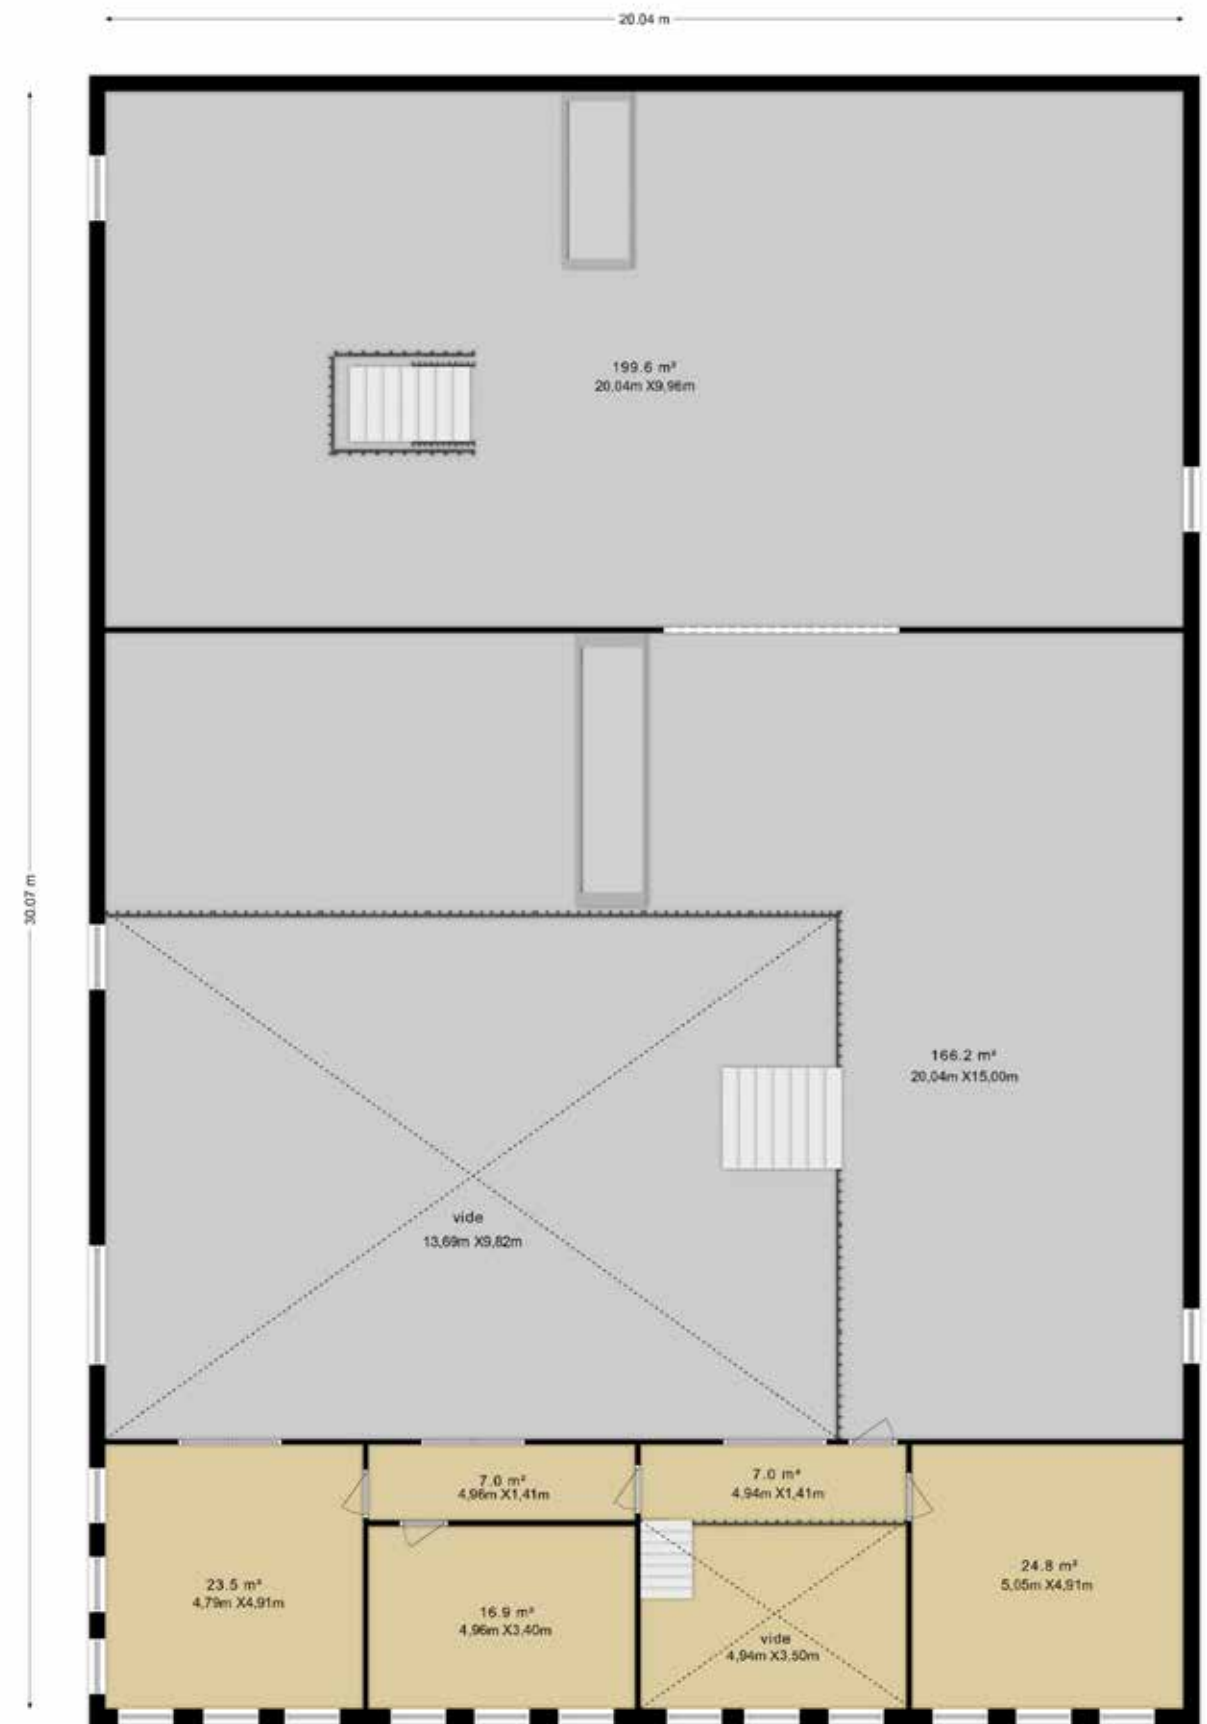 20.04 m
199.6 m²
20,04m X9,96m
30.07 m
166.2 m²
20,04m X15,00m
vide
13,69m X9,82m
7.0 m²
4,96m X1,41m
7.0 m²
4,94m X1,41m
23.5 m²
4,79m X4,91m
16.9 m²
4,96m X3,40m
vide
4,94m X3,50m
24.8 m²
5,05m X4,91m